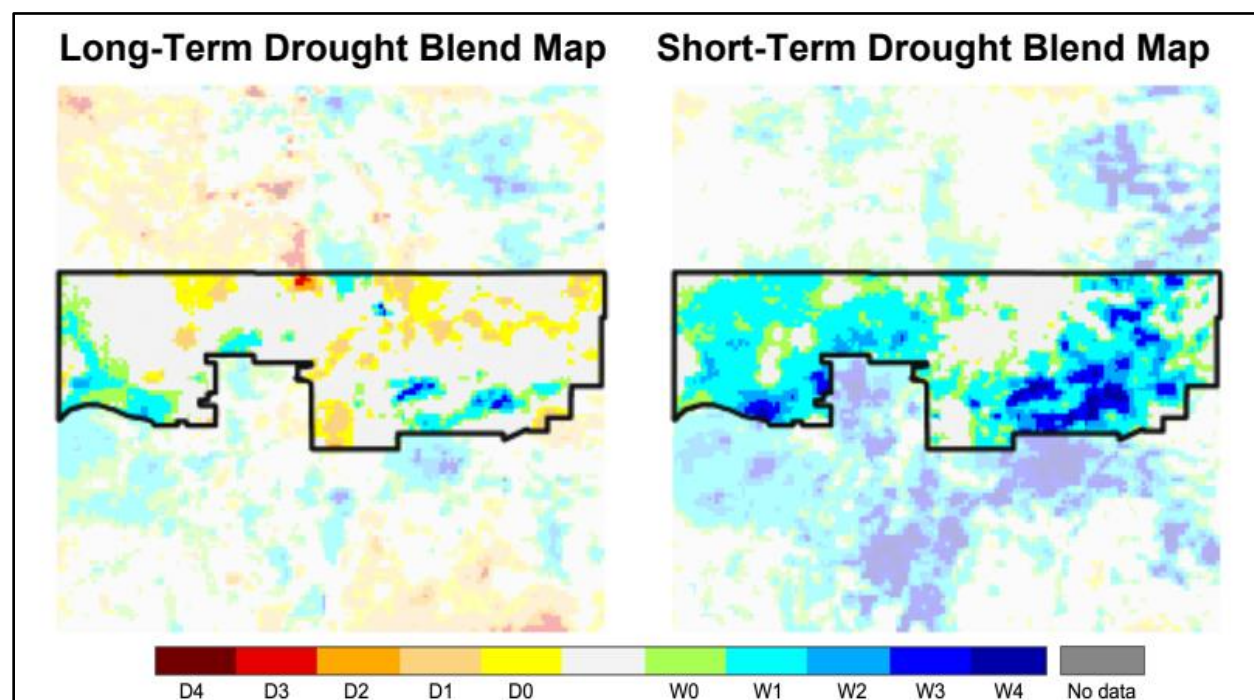 Long-Term Drought Blend Map
Short-Term Drought Blend Map
D4 D3 D2 D1 D0 W0 W1 W2 W3 W4 No data